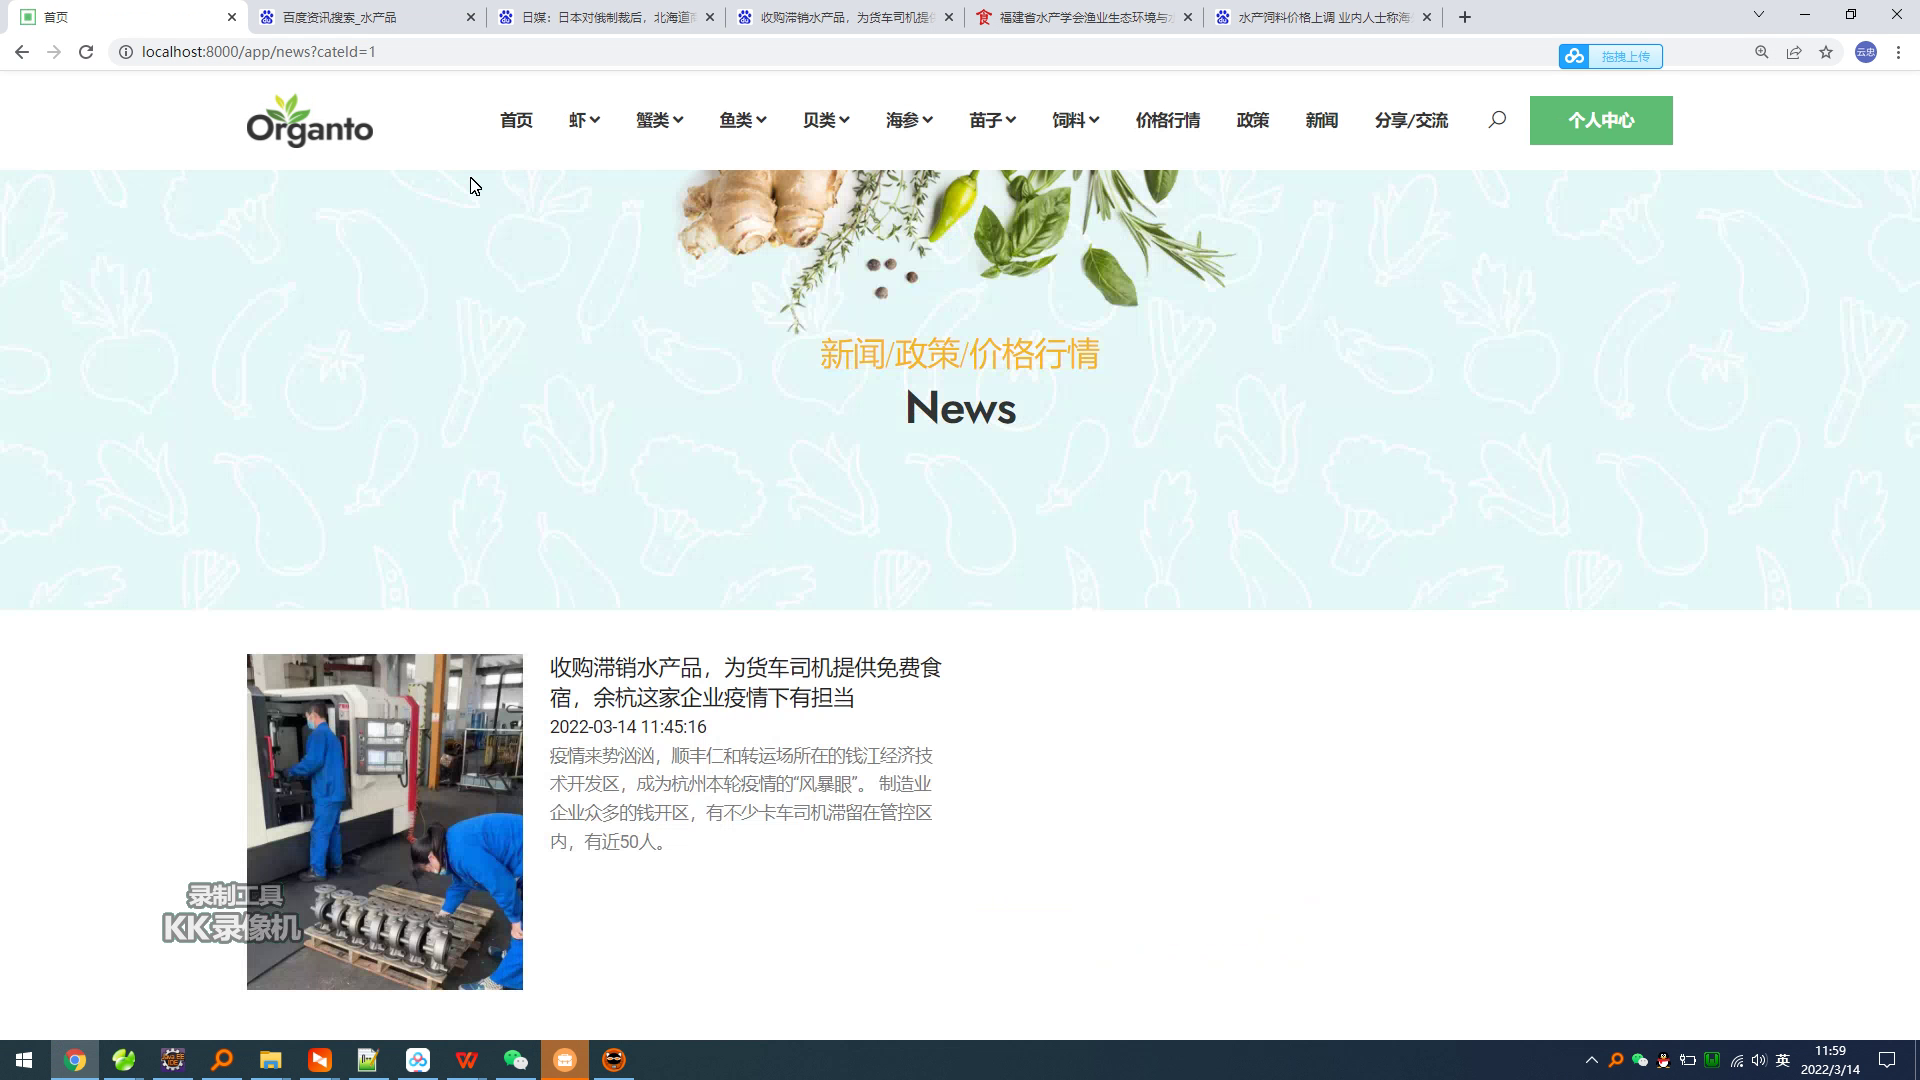 首页
百度资讯搜索_水产品
日媒：日本对俄制裁后，北海道
收购滞销水产品，为货车司机提
福建省水产学会渔业生态环境与
水产饲料价格上调 业内人士称海
localhost:8000/app/news?cateId=1
拖拽上传
云忠
Organto
首页 虾 蟹类 鱼类 贝类 海参 苗子 饲料 价格行情 政策 新闻 分享/交流
个人中心
新闻/政策/价格行情
News
收购滞销水产品，为货车司机提供免费食
宿，余杭这家企业疫情下有担当
2022-03-14 11:45:16
疫情来势汹汹，顺丰仁和转运场所在的钱江经济技
术开发区，成为杭州本轮疫情的“风暴眼”。 制造业
企业众多的钱开区，有不少卡车司机滞留在管控区
内，有近50人。
录制工具
KK录像机
英
11:59
2022/3/14